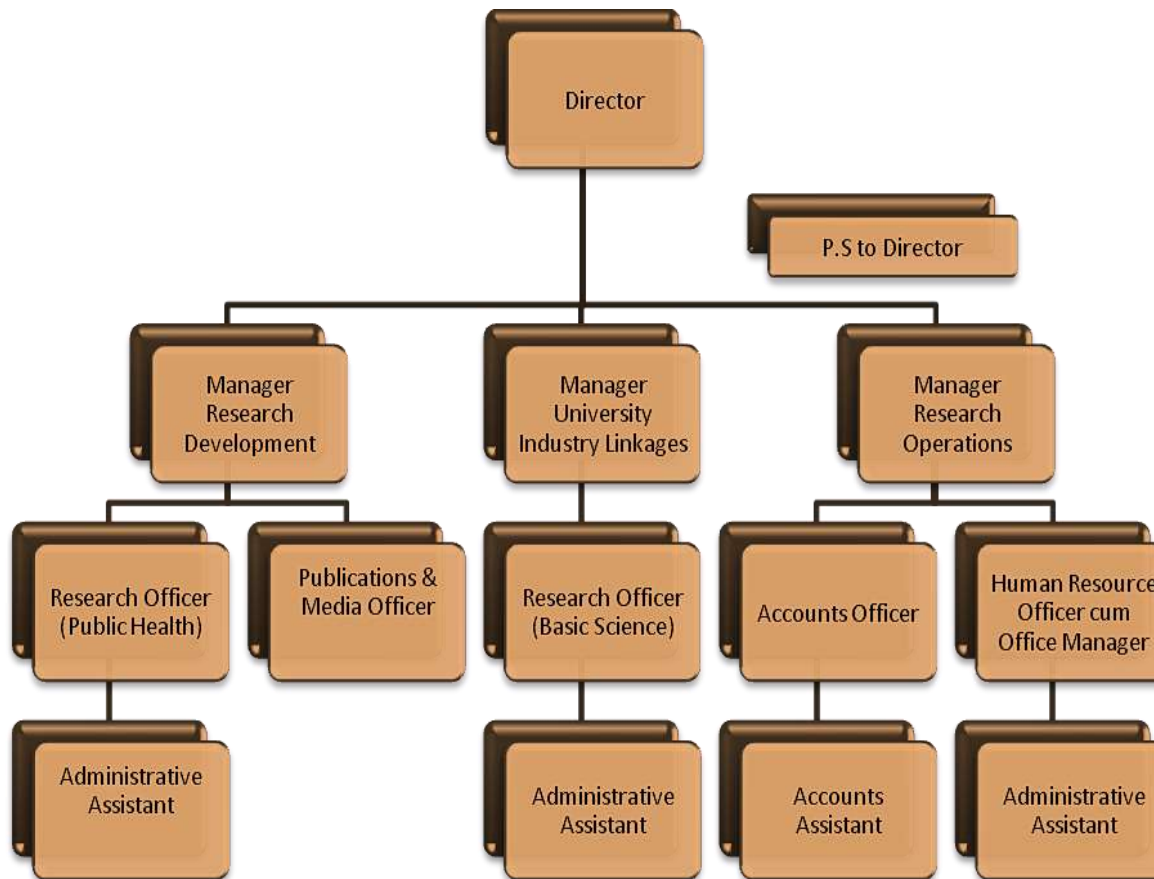 Director
P.S to Director
Manager
Research
Development
Manager
University
Industry Linkages
Manager
Research
Operations
Research Officer
(Public Health)
Publications &
Media Officer
Research Officer
(Basic Science)
Accounts Officer
Human Resource
Officer cum
Office Manager
Administrative
Assistant
Administrative
Assistant
Accounts
Assistant
Administrative
Assistant